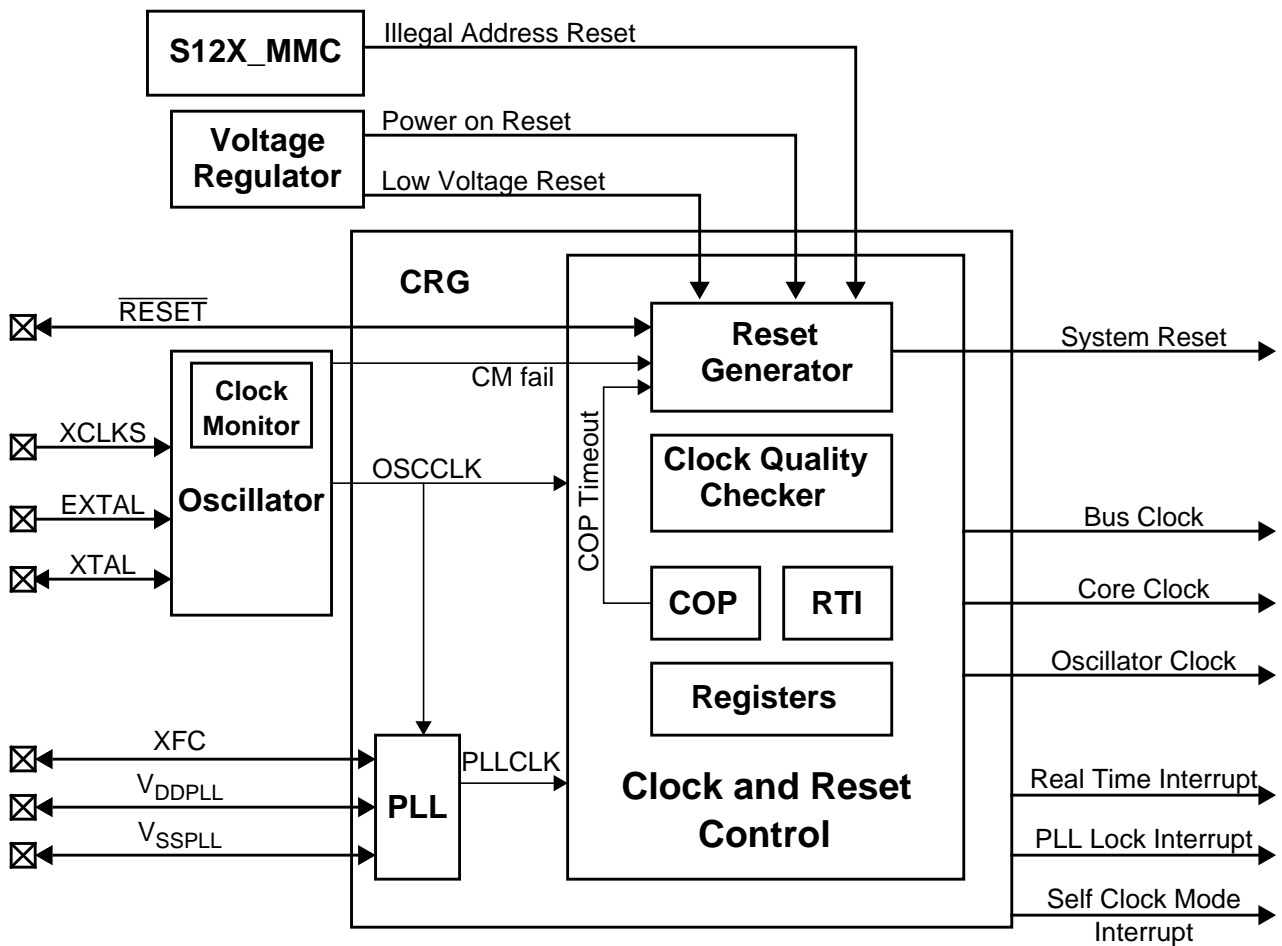 S12X_MMC
Illegal Address Reset
Voltage
Regulator
Power on Reset
Low Voltage Reset
CRG
RESET
Reset
Generator
System Reset
CM fail
Clock
Monitor
XCLKS
OSCCLK
COP Timeout
Clock Quality
Checker
EXTAL
Oscillator
Bus Clock
XTAL
COP
RTI
Core Clock
Oscillator Clock
Registers
XFC
PLLCLK
Real Time Interrupt
VDDPLL
PLL
Clock and Reset
Control
VSSPLL
PLL Lock Interrupt
Self Clock Mode
Interrupt